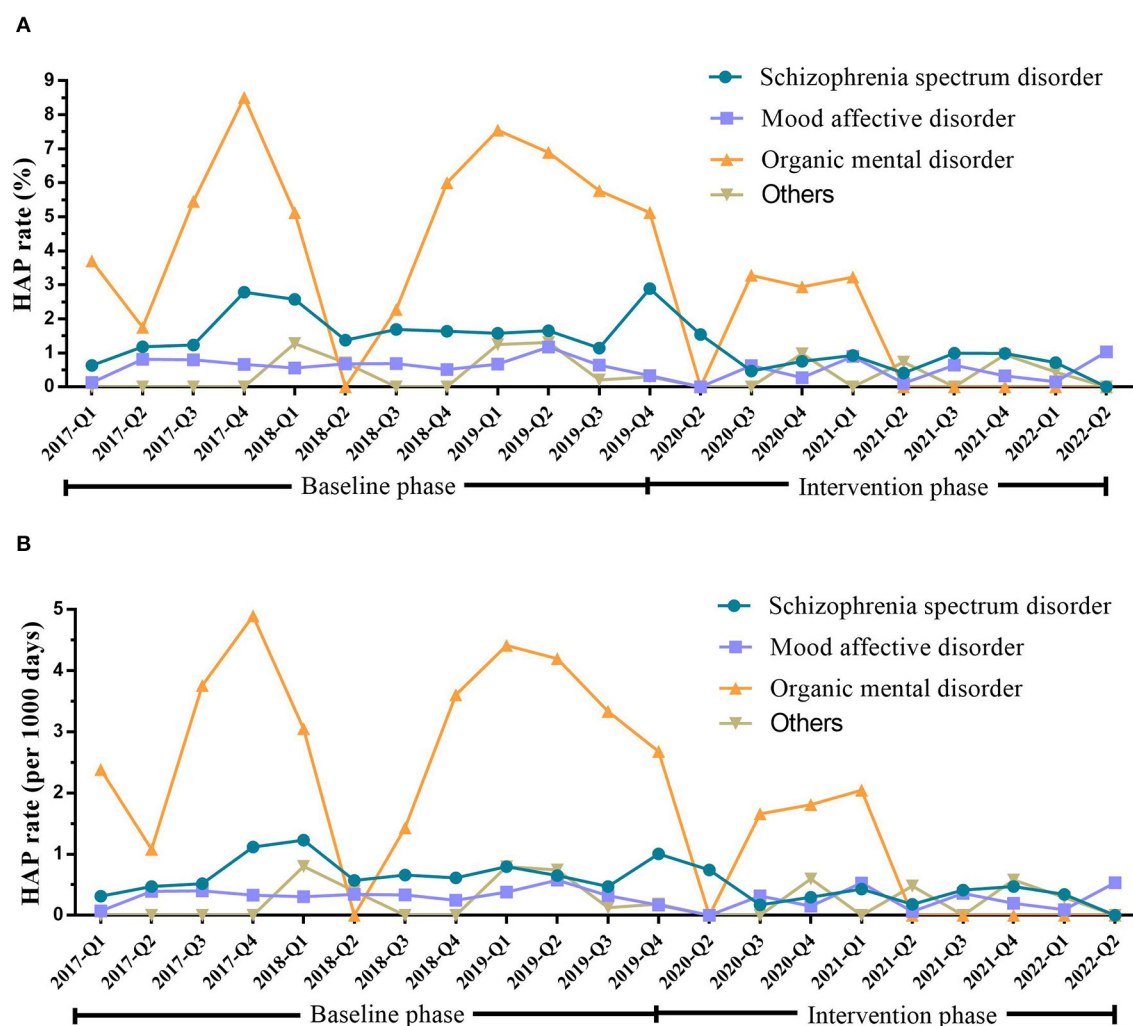 A
HAP rate (%)
9
8
7
6
5
4
3
2
1
0
Schizophrenia spectrum disorder
Mood affective disorder
Organic mental disorder
Others
2017-Q1
2017-Q2
2017-Q3
2017-Q4
2018-Q1
2018-Q2
2018-Q3
2018-Q4
2019-Q1
2019-Q2
2019-Q3
2019-Q4
2020-Q2
2020-Q3
2020-Q4
2021-Q1
2021-Q2
2021-Q3
2021-Q4
2022-Q1
2022-Q2
Baseline phase
Intervention phase
B
HAP rate (per 1000 days)
5
4
3
2
1
0
Schizophrenia spectrum disorder
Mood affective disorder
Organic mental disorder
Others
2017-Q1
2017-Q2
2017-Q3
2017-Q4
2018-Q1
2018-Q2
2018-Q3
2018-Q4
2019-Q1
2019-Q2
2019-Q3
2019-Q4
2020-Q2
2020-Q3
2020-Q4
2021-Q1
2021-Q2
2021-Q3
2021-Q4
2022-Q1
2022-Q2
Baseline phase
Intervention phase